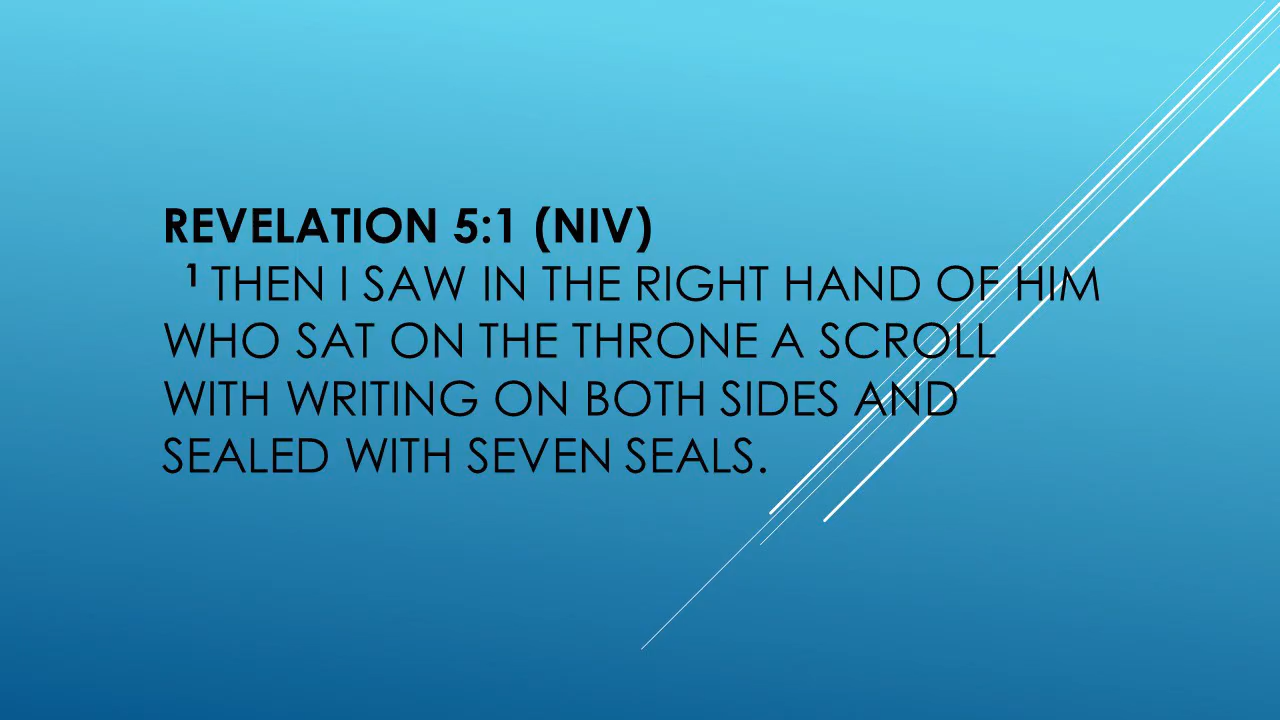 REVELATION 5:1 (NIV)
¹ THEN I SAW IN THE RIGHT HAND OF HIM
WHO SAT ON THE THRONE A SCROLL
WITH WRITING ON BOTH SIDES AND
SEALED WITH SEVEN SEALS.